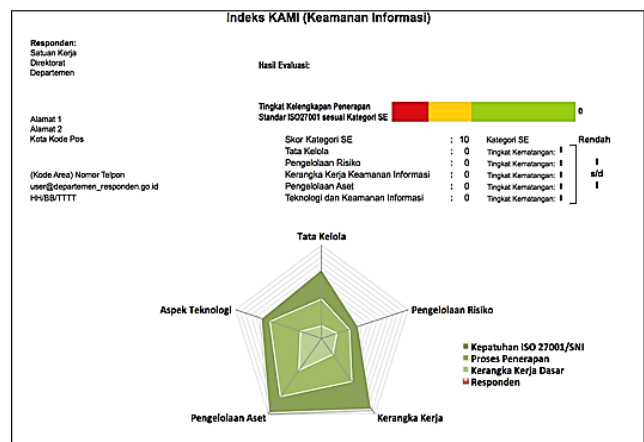 Indeks KAMI (Keamanan Informasi)
Responden:
Satuan Kerja
Direktorat
Departemen
Alamat 1
Alamat 2
Kota Kode Pos
(Kode Area) Nomor Telpon
user@departemen_responden.go.id
HH/BB/TTTT
Hasil Evaluasi:
Tingkat Kelengkapan Penerapan
Standar ISO27001 sesuai Kategori SE
0
Skor Kategori SE : 10 Kategori SE Rendah
Tata Kelola : 0 Tingkat Kematangan: I
Pengelolaan Risiko : 0 Tingkat Kematangan: I I
Kerangka Kerja Keamanan Informasi : 0 Tingkat Kematangan: I s/d
Pengelolaan Aset : 0 Tingkat Kematangan: I I
Teknologi dan Keamanan Informasi : 0 Tingkat Kematangan: I
Tata Kelola
Aspek Teknologi
Pengelolaan Risiko
Pengelolaan Aset
Kerangka Kerja
Kepatuhan ISO 27001/SNI
Proses Penerapan
Kerangka Kerja Dasar
Responden